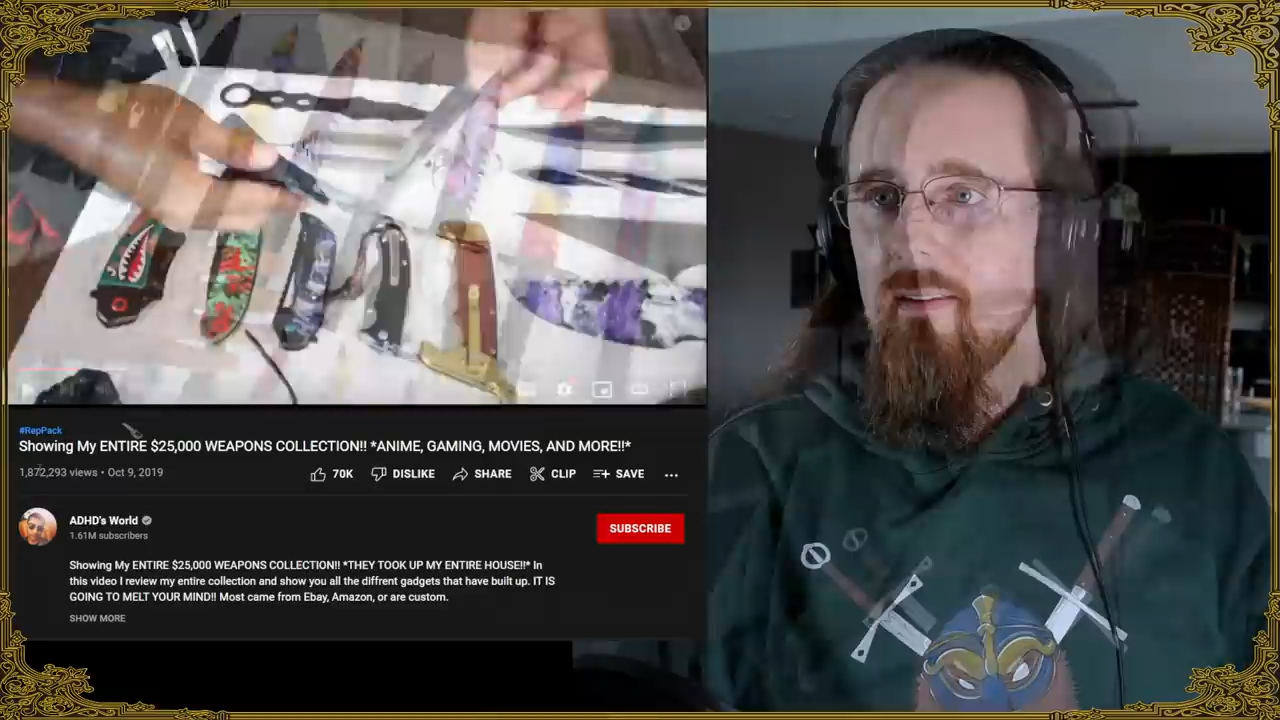 #RepPack
Showing My ENTIRE $25,000 WEAPONS COLLECTION!! *ANIME, GAMING, MOVIES, AND MORE!!*
1,872,293 views • Oct 9, 2019
70K DISLIKE SHARE CLIP SAVE ...
ADHD's World
1.61M subscribers
SUBSCRIBE
Showing My ENTIRE $25,000 WEAPONS COLLECTION!! *THEY TOOK UP MY ENTIRE HOUSE!!* In
this video I review my entire collection and show you all the diffrent gadgets that have built up. IT IS
GOING TO MELT YOUR MIND!! Most came from Ebay, Amazon, or are custom.
SHOW MORE